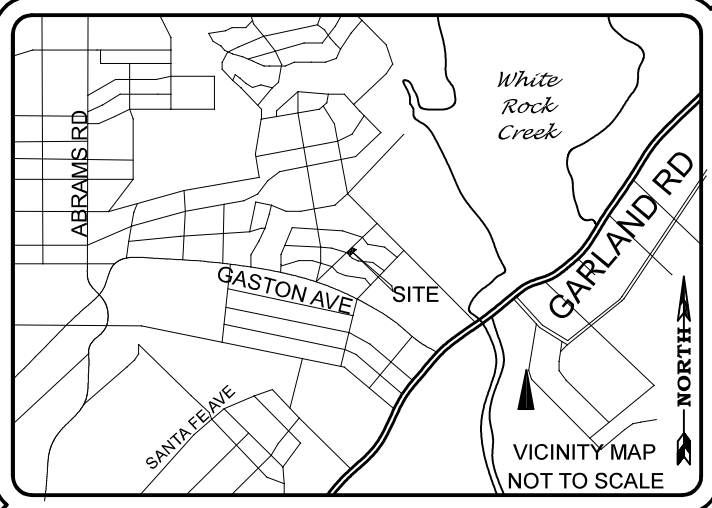 White
Rock
Creek
ABRAMS RD
GARLAND RD
GASTON AVE
SITE
NORTH
SANTA FE AVE
VICINITY MAP
NOT TO SCALE